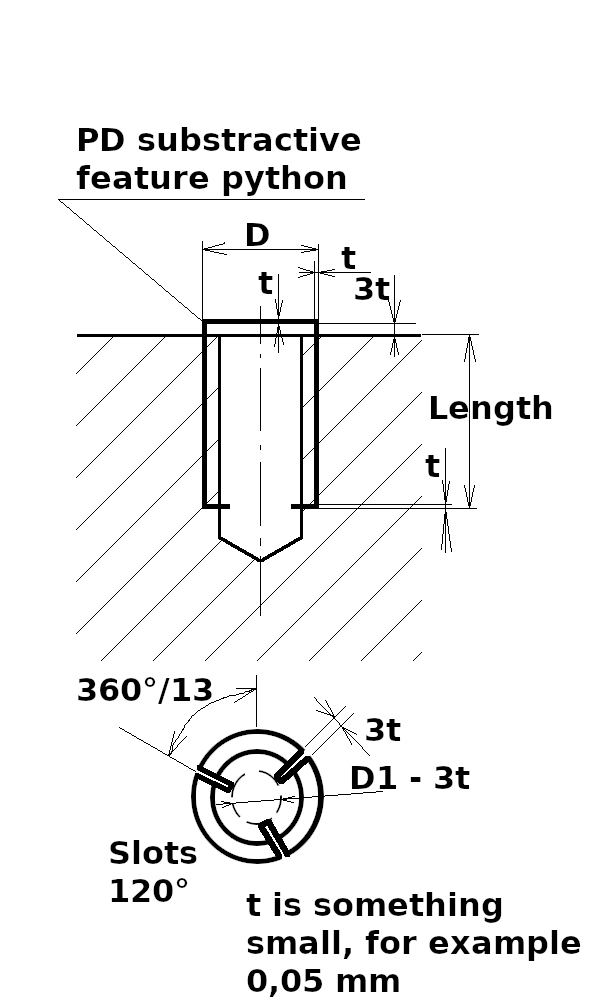 PD substractive
feature python
D
t
t
3t
Length
t
360°/13
3t
D1 - 3t
Slots
120°
t is something
small, for example
0,05 mm